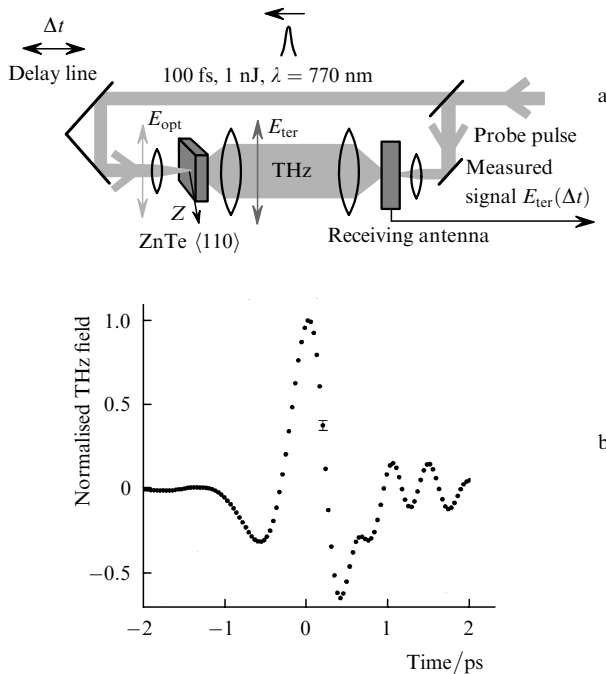 Δt
Delay line
100 fs, 1 nJ, λ = 770 nm
a
E_opt
E_ter
Probe pulse
THz
Measured
signal E_ter(Δt)
Z
ZnTe ⟨110⟩
Receiving antenna
Normalised THz field
1.0
0.5
0
−0.5
b
−2
−1
0
1
2
Time/ps